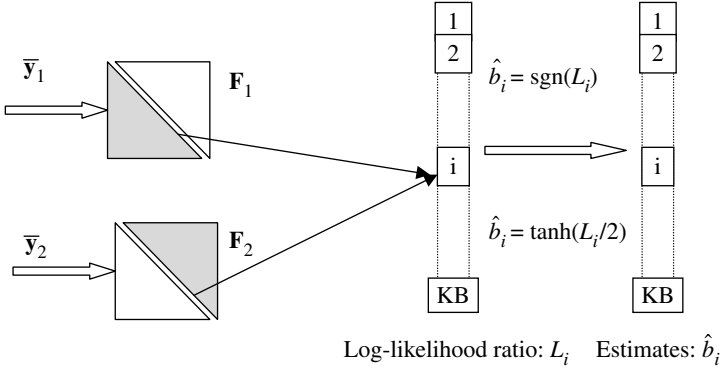 1 1
2 2
ȳ₁
F₁
b̂ᵢ = sgn(Lᵢ)
i i
ȳ₂
F₂
b̂ᵢ = tanh(Lᵢ/2)
KB KB
Log-likelihood ratio: Lᵢ Estimates: b̂ᵢ